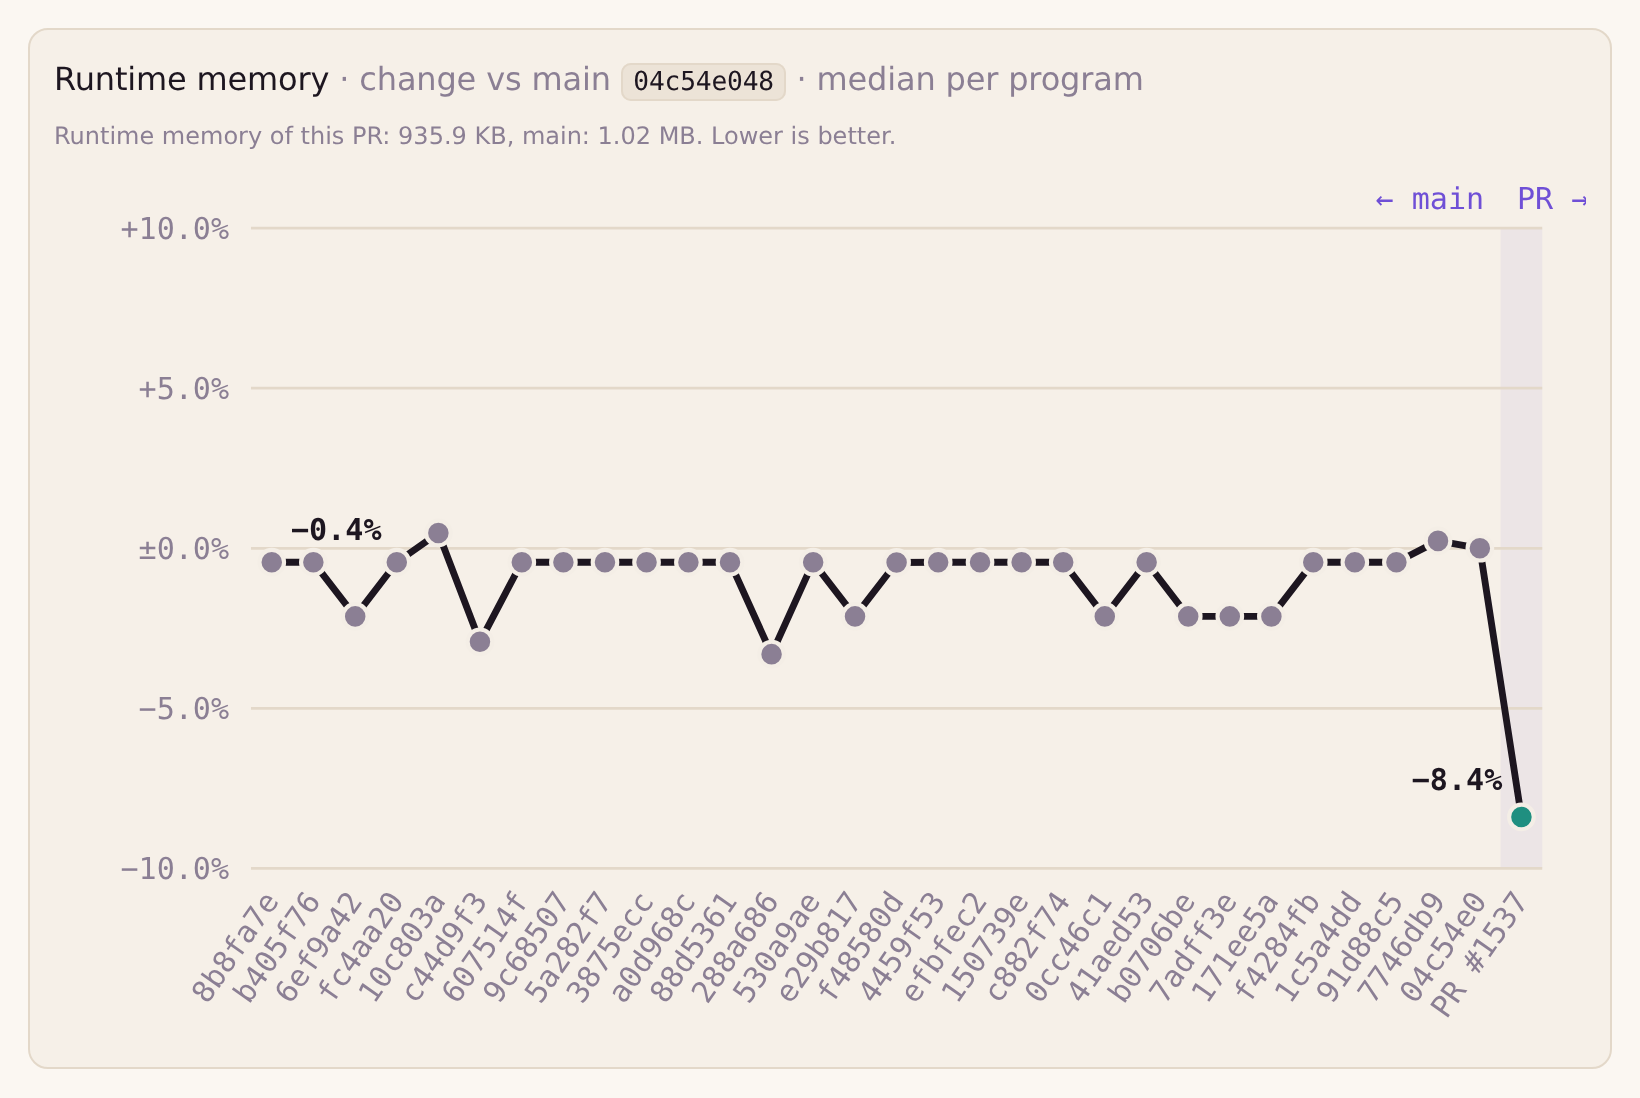 Runtime memory · change vs main 04c54e048 · median per program
Runtime memory of this PR: 935.9 KB, main: 1.02 MB. Lower is better.
← main PR →
+10.0%
+5.0%
±0.0%
−5.0%
−10.0%
−0.4%
−8.4%
8b8fa7e
b405f76
6ef9a42
fc4aa20
10c803a
c44d9f3
607514f
9c68507
5a282f7
3875ecc
a0d968c
88d5361
288a686
530a9ae
e29b817
f48580d
4459f53
efbfec2
150739e
c882f74
0cc46c1
41aed53
b0706be
7adff3e
171ee5a
f4284fb
1c5a4dd
91d88c5
7746db9
04c54e0
PR #1537